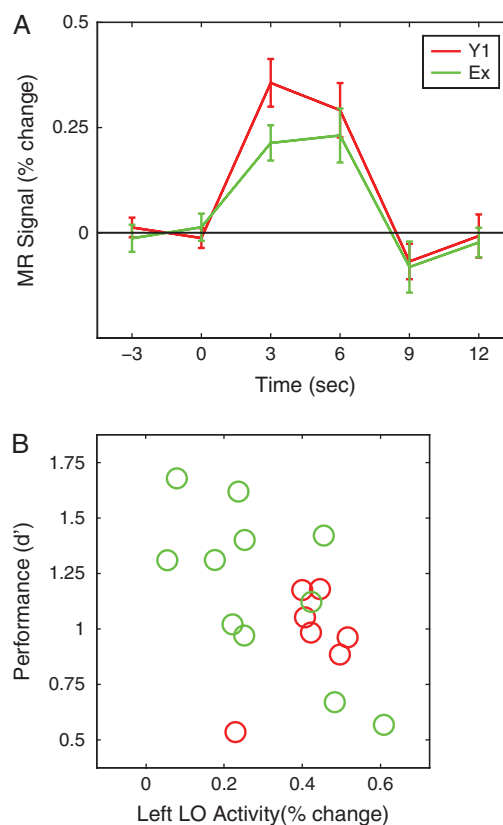 A
0.5
0.25
0
MR Signal (% change)
Y1
Ex
−3 0 3 6 9 12
Time (sec)
B
1.75
1.5
1.25
1
0.75
0.5
Performance (d')
0 0.2 0.4 0.6
Left LO Activity(% change)